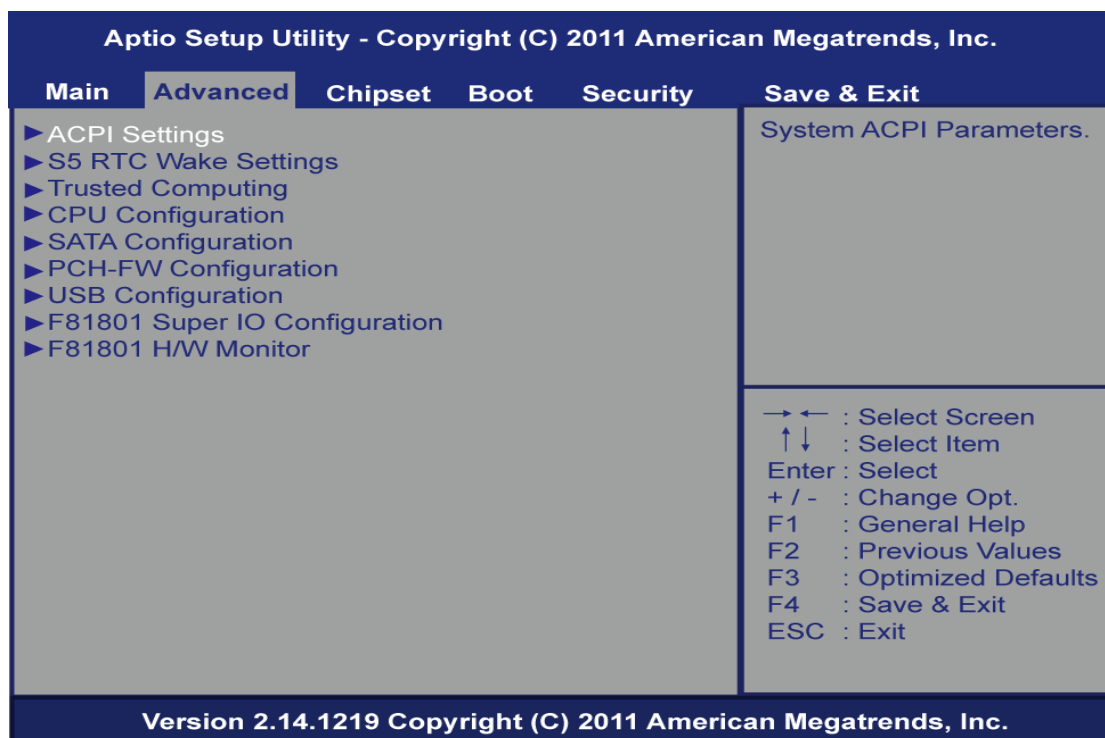 Aptio Setup Utility - Copyright (C) 2011 American Megatrends, Inc.
Main Advanced Chipset Boot Security Save & Exit
►ACPI Settings
►S5 RTC Wake Settings
►Trusted Computing
►CPU Configuration
►SATA Configuration
►PCH-FW Configuration
►USB Configuration
►F81801 Super IO Configuration
►F81801 H/W Monitor
System ACPI Parameters.
→ ← : Select Screen
↑ ↓ : Select Item
Enter : Select
+ / - : Change Opt.
F1 : General Help
F2 : Previous Values
F3 : Optimized Defaults
F4 : Save & Exit
ESC : Exit
Version 2.14.1219 Copyright (C) 2011 American Megatrends, Inc.